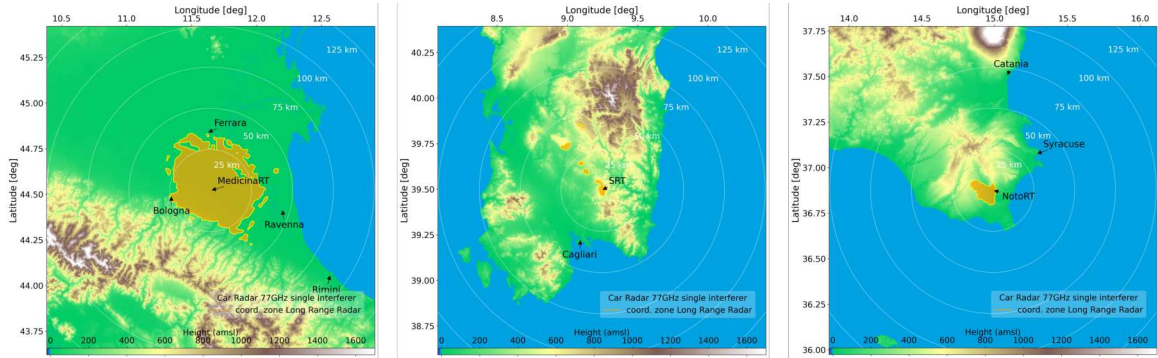 Longitude [deg]
10.5 11.0 11.5 12.0 12.5
Latitude [deg]
45.25
45.00
44.75
44.50
44.25
44.00
43.75
125 km
100 km
75 km
50 km
25 km
Ferrara
MedicinaRT
Bologna
Ravenna
Rimini
Car Radar 77GHz single interferer
coord. zone Long Range Radar
Height (amsl)
0 200 400 600 800 1000 1200 1400 1600
Longitude [deg]
8.5 9.0 9.5 10.0
Latitude [deg]
40.25
40.00
39.75
39.50
39.25
39.00
38.75
125 km
100 km
75 km
50 km
25 km
SRT
Cagliari
Car Radar 77GHz single interferer
coord. zone Long Range Radar
Height (amsl)
0 200 400 600 800 1000 1200 1400 1600
Longitude [deg]
14.0 14.5 15.0 15.5 16.0
Latitude [deg]
37.75
37.50
37.25
37.00
36.75
36.50
36.25
36.00
125 km
100 km
75 km
50 km
25 km
Catania
Syracuse
NotoRT
Car Radar 77GHz single interferer
coord. zone Long Range Radar
Height (amsl)
0 200 400 600 800 1000 1200 1400 1600